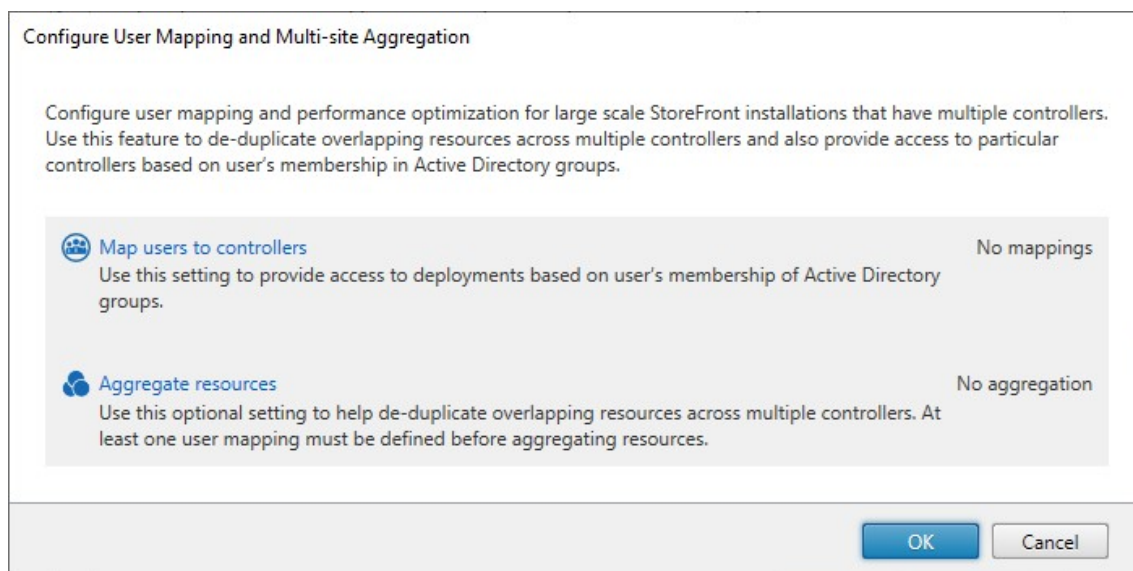 Configure User Mapping and Multi-site Aggregation
Configure user mapping and performance optimization for large scale StoreFront installations that have multiple controllers.
Use this feature to de-duplicate overlapping resources across multiple controllers and also provide access to particular
controllers based on user's membership in Active Directory groups.
Map users to controllers No mappings
Use this setting to provide access to deployments based on user's membership of Active Directory
groups.
Aggregate resources No aggregation
Use this optional setting to help de-duplicate overlapping resources across multiple controllers. At
least one user mapping must be defined before aggregating resources.
OK Cancel